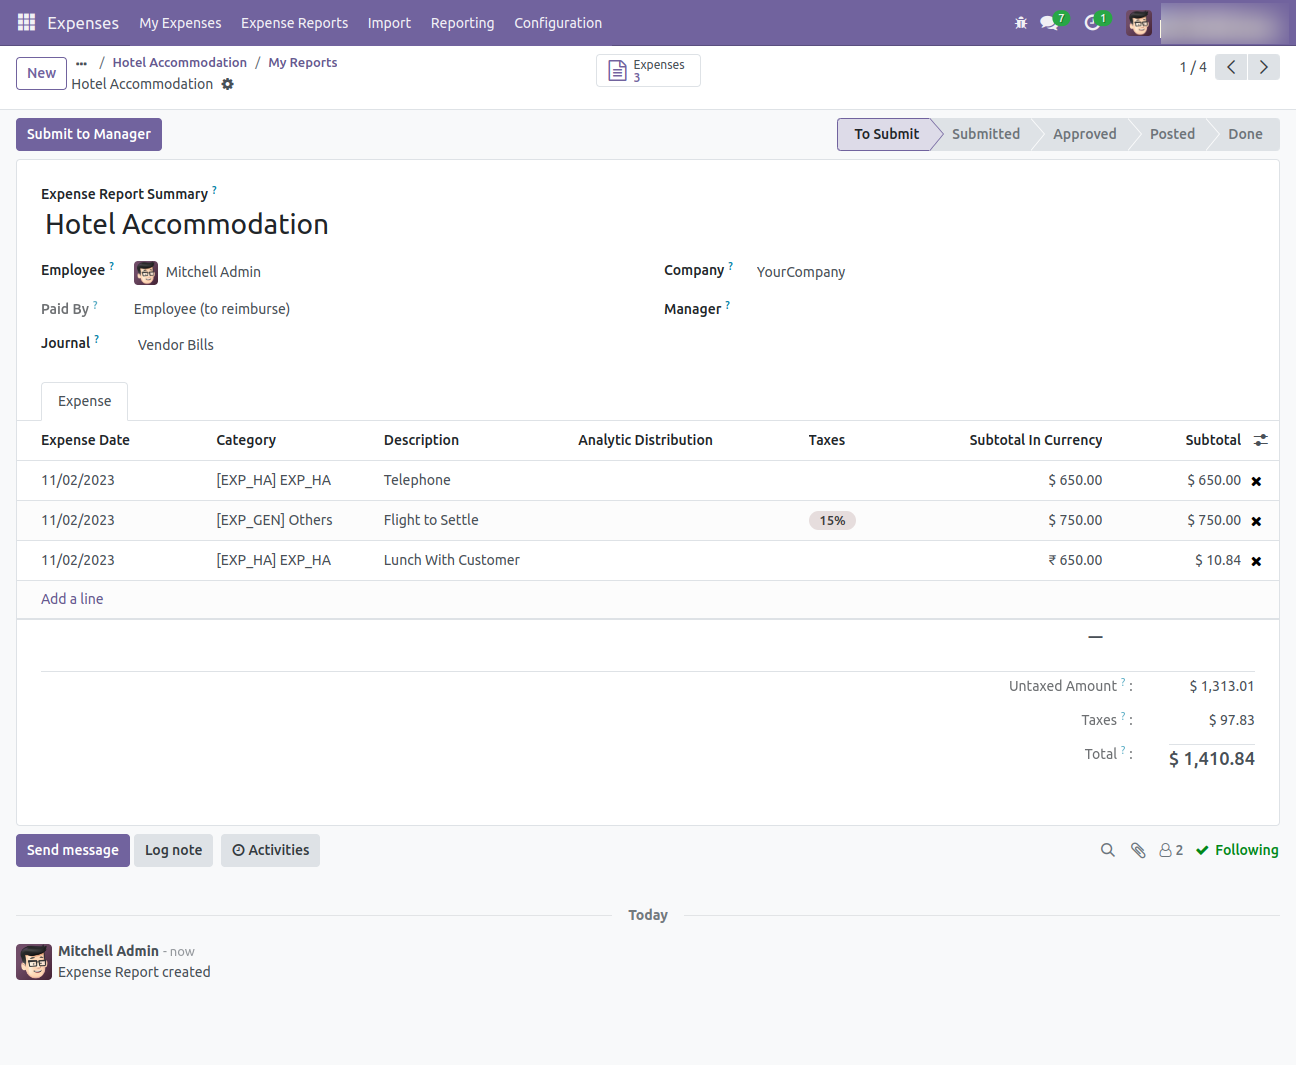 Expenses My Expenses Expense Reports Import Reporting Configuration 7 1
New ... / Hotel Accommodation / My Reports
Hotel Accommodation
Expenses
3
1 / 4
Submit to Manager
To Submit Submitted Approved Posted Done
Expense Report Summary ?
Hotel Accommodation
Employee ? Mitchell Admin
Company ? YourCompany
Paid By ? Employee (to reimburse)
Manager ?
Journal ? Vendor Bills
Expense
Expense Date Category Description Analytic Distribution Taxes Subtotal In Currency Subtotal
11/02/2023 [EXP_HA] EXP_HA Telephone $ 650.00 $ 650.00
11/02/2023 [EXP_GEN] Others Flight to Settle 15% $ 750.00 $ 750.00
11/02/2023 [EXP_HA] EXP_HA Lunch With Customer ₹ 650.00 $ 10.84
Add a line
—
Untaxed Amount ? : $ 1,313.01
Taxes ? : $ 97.83
Total ? : $ 1,410.84
Send message Log note Activities 2 Following
Today
Mitchell Admin - now
Expense Report created